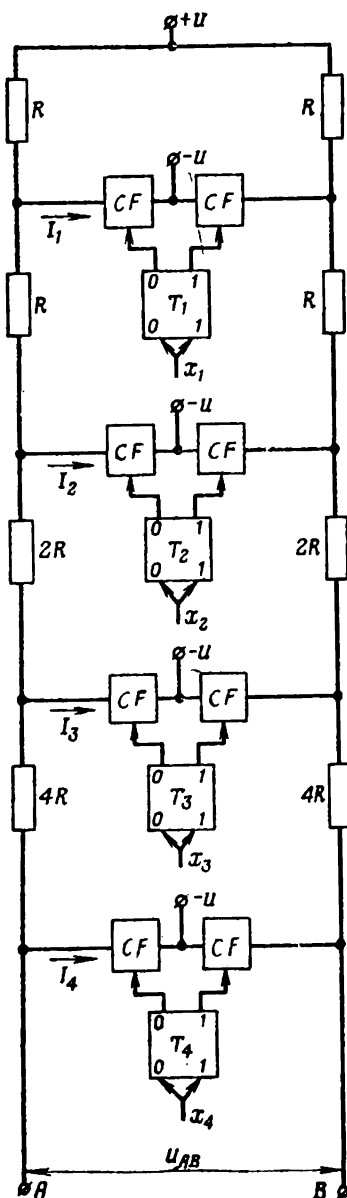 +u
R R
-u
CF CF
I1
0 1
R T1 R
0 1
x1
-u
CF CF
I2
0 1
2R T2 2R
0 1
x2
-u
CF CF
I3
0 1
4R T3 4R
0 1
x3
-u
CF CF
I4
0 1
T4
0 1
x4
uAB
A B